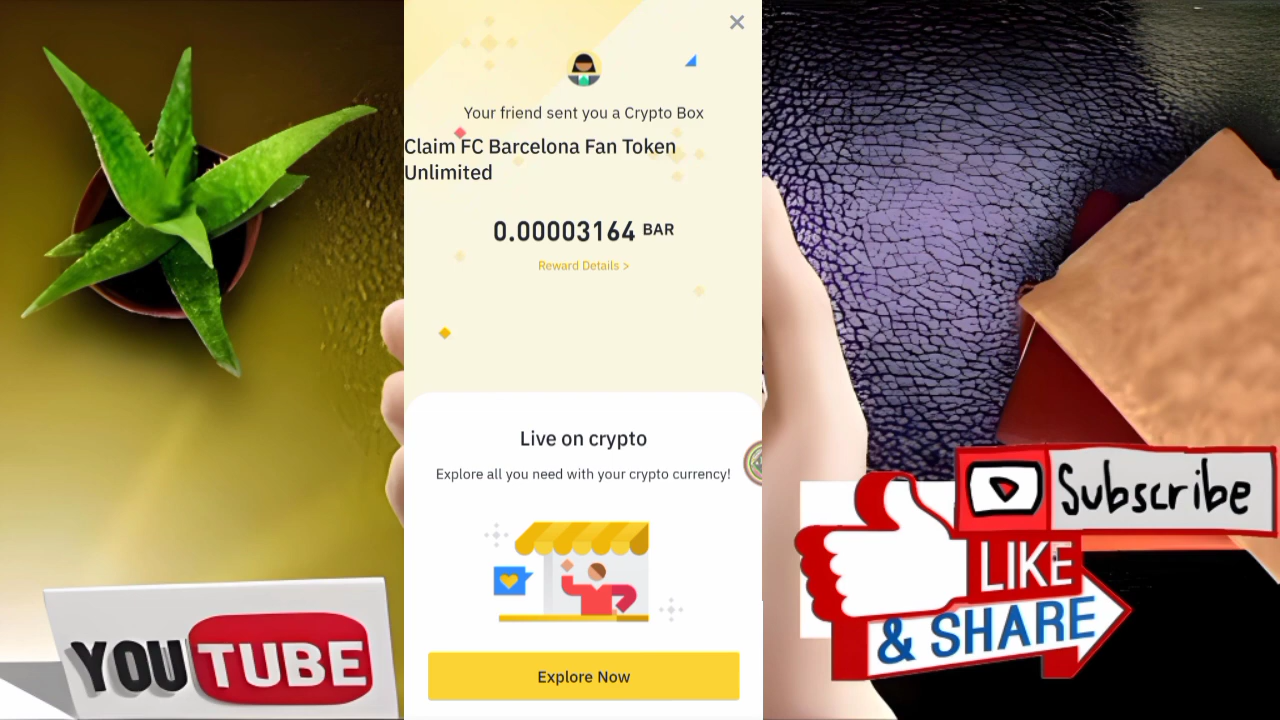 Your friend sent you a Crypto Box
Claim FC Barcelona Fan Token
Unlimited
0.00003164 BAR
Reward Details >
Live on crypto
Explore all you need with your crypto currency!
Explore Now
YOUTUBE
Subscribe
LIKE
& SHARE